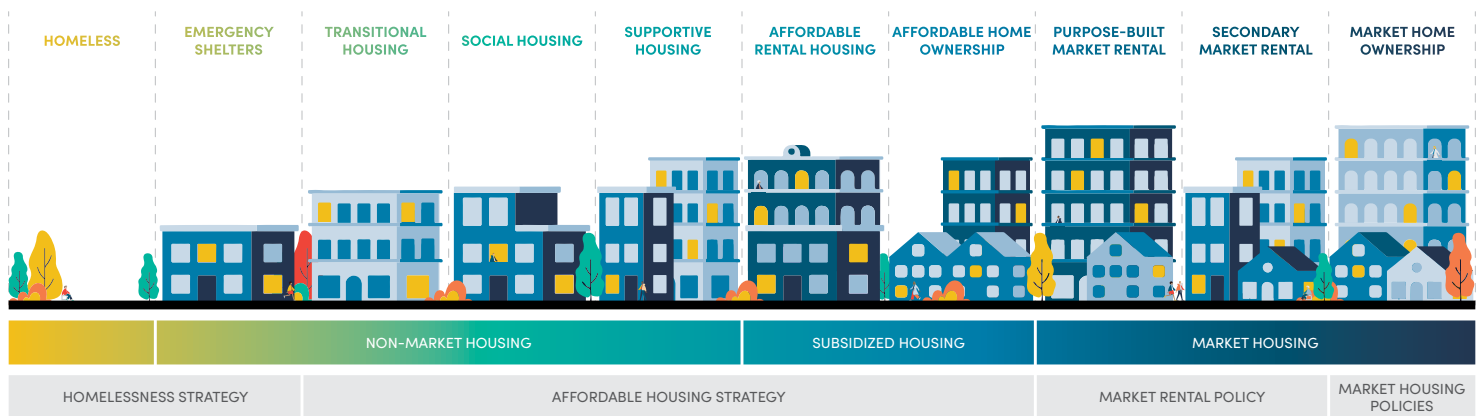 HOMELESS
EMERGENCY
SHELTERS
TRANSITIONAL
HOUSING
SOCIAL HOUSING
SUPPORTIVE
HOUSING
AFFORDABLE
RENTAL HOUSING
AFFORDABLE HOME
OWNERSHIP
PURPOSE-BUILT
MARKET RENTAL
SECONDARY
MARKET RENTAL
MARKET HOME
OWNERSHIP
NON-MARKET HOUSING
SUBSIDIZED HOUSING
MARKET HOUSING
HOMELESSNESS STRATEGY
AFFORDABLE HOUSING STRATEGY
MARKET RENTAL POLICY
MARKET HOUSING
POLICIES